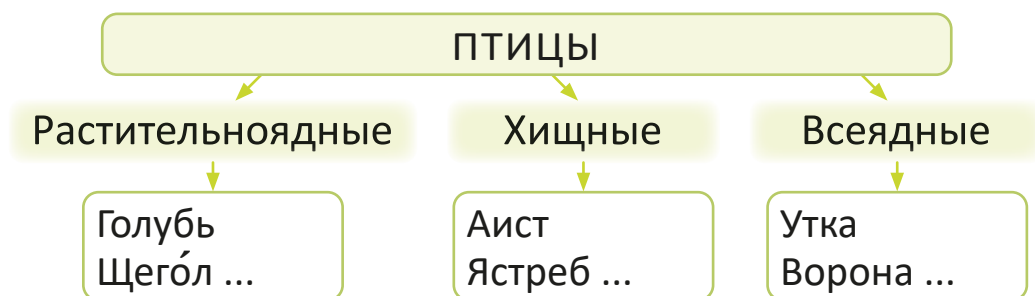 ПТИЦЫ
Растительноядные
Хищные
Всеядные
Голубь
Щего́л ...
Аист
Ястреб ...
Утка
Ворона ...